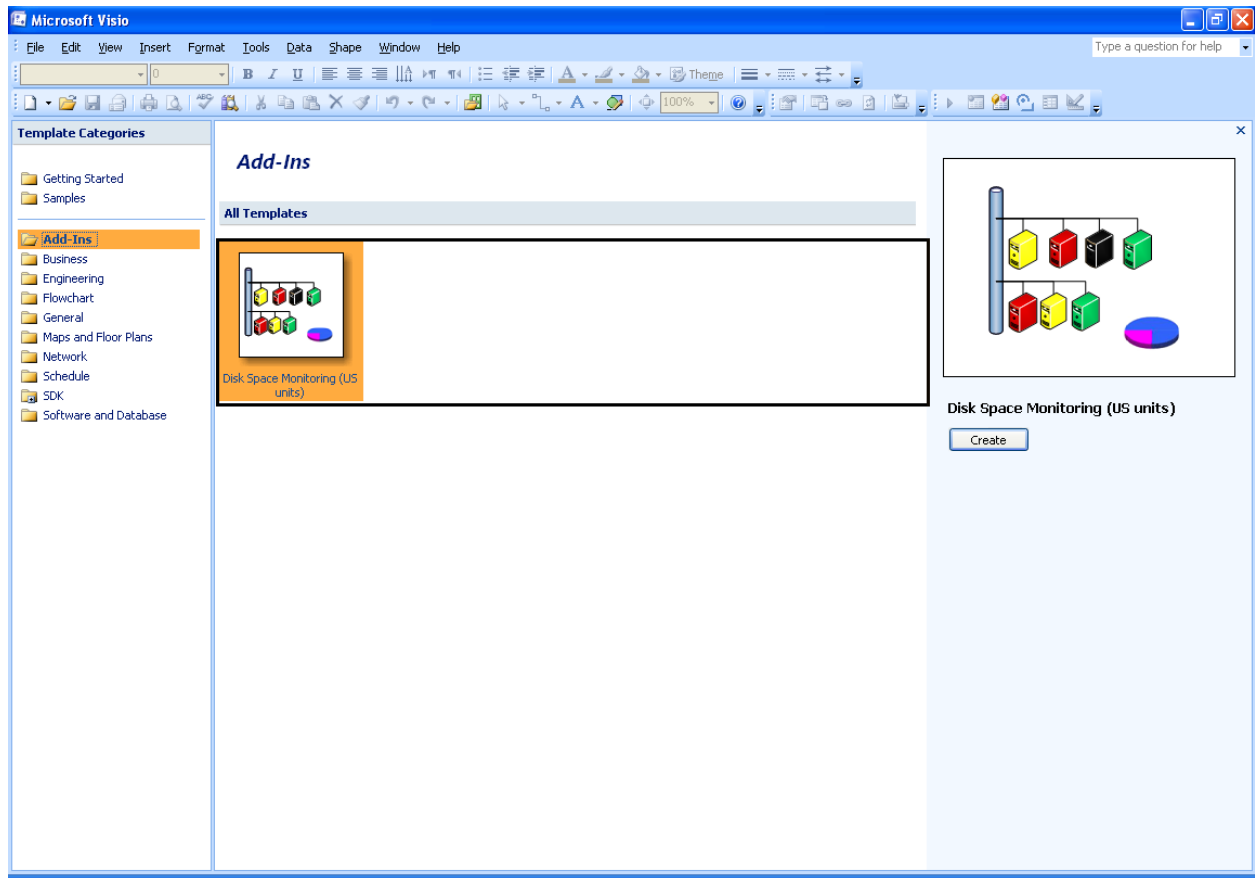 Microsoft Visio
File Edit View Insert Format Tools Data Shape Window Help Type a question for help
0 B I U A Theme
ABC A 100%
Template Categories
Getting Started
Samples
Add-Ins
Business
Engineering
Flowchart
General
Maps and Floor Plans
Network
Schedule
SDK
Software and Database
Add-Ins
All Templates
Disk Space Monitoring (US
units)
Disk Space Monitoring (US units)
Create